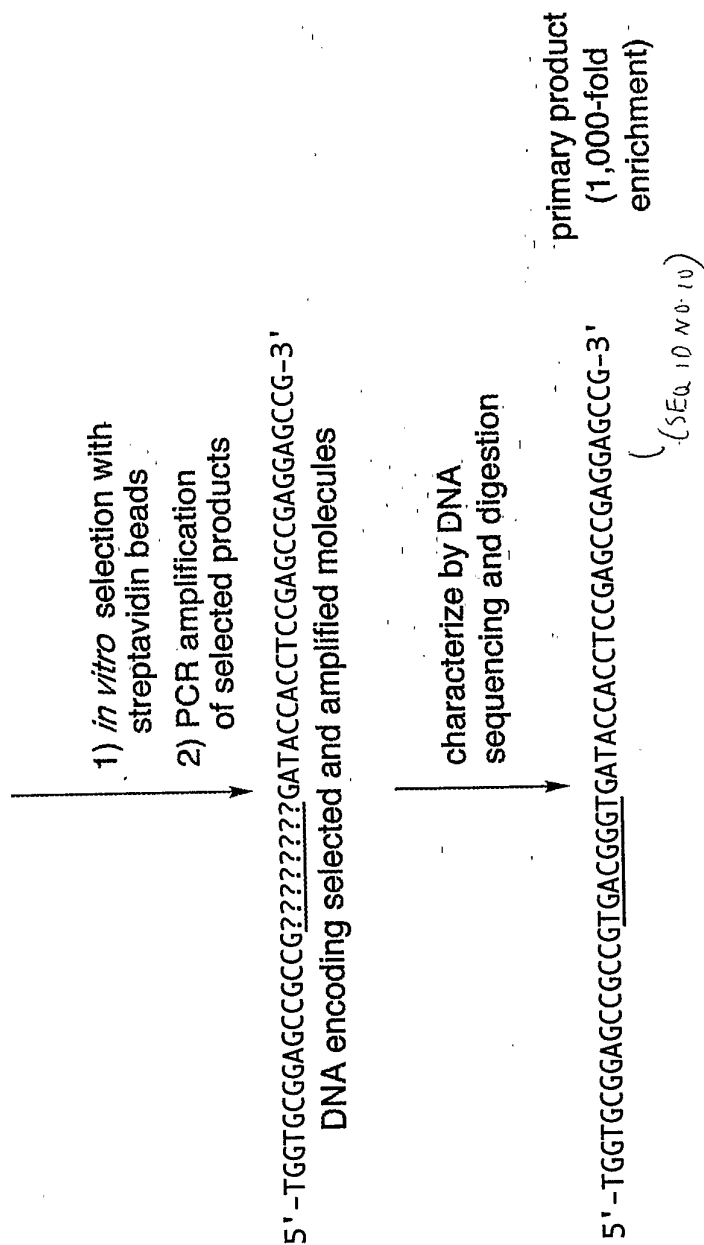 1) in vitro selection with
streptavidin beads
2) PCR amplification
of selected products
5'-TGGTGCGGAGCCGCCG????????GATACCACCTCCGAGCCGAGGAGCCG-3'
DNA encoding selected and amplified molecules
characterize by DNA
sequencing and digestion
primary product
(1,000-fold
enrichment)
5'-TGGTGCGGAGCCGCCGTGACGGGTGATACCACCTCCGAGCCGAGGAGCCG-3'
(SEQ ID NO. 10)